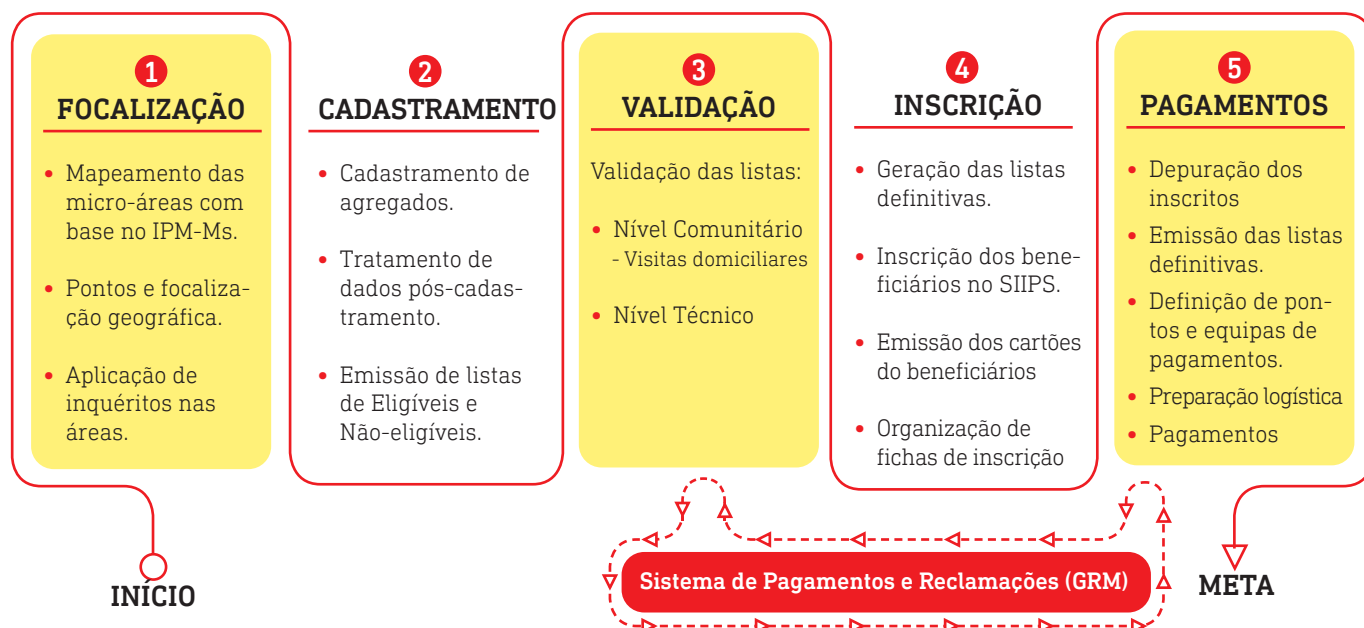 1
FOCALIZAÇÃO
• Mapeamento das
micro-áreas com
base no IPM-Ms.
• Pontos e focaliza-
ção geográfica.
• Aplicação de
inquéritos nas
áreas.
2
CADASTRAMENTO
• Cadastramento de
agregados.
• Tratamento de
dados pós-cadas-
tramento.
• Emissão de listas
de Eligíveis e
Não-eligíveis.
3
VALIDAÇÃO
Validação das listas:
• Nível Comunitário
- Visitas domiciliares
• Nível Técnico
4
INSCRIÇÃO
• Geração das listas
definitivas.
• Inscrição dos bene-
ficiários no SIIPS.
• Emissão dos cartões
do beneficiários
• Organização de
fichas de inscrição
5
PAGAMENTOS
• Depuração dos
inscritos
• Emissão das listas
definitivas.
• Definição de pon-
tos e equipas de
pagamentos.
• Preparação logística
• Pagamentos
INÍCIO
Sistema de Pagamentos e Reclamações (GRM)
META